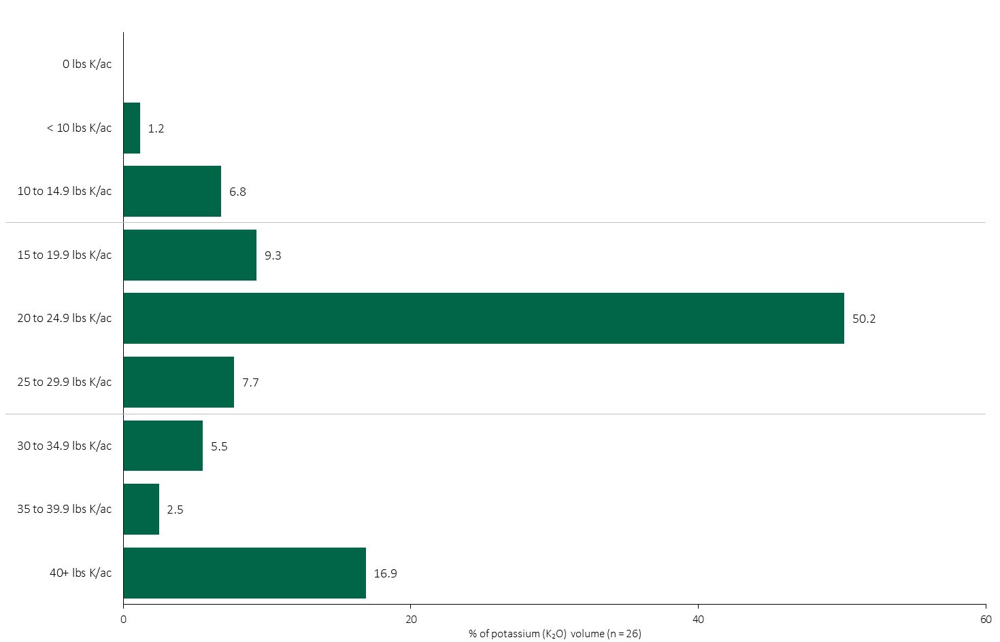 0 lbs K/ac
< 10 lbs K/ac
1.2
10 to 14.9 lbs K/ac
6.8
15 to 19.9 lbs K/ac
9.3
20 to 24.9 lbs K/ac
50.2
25 to 29.9 lbs K/ac
7.7
30 to 34.9 lbs K/ac
5.5
35 to 39.9 lbs K/ac
2.5
40+ lbs K/ac
16.9
0 20 40 60
% of potassium (K₂O) volume (n = 26)